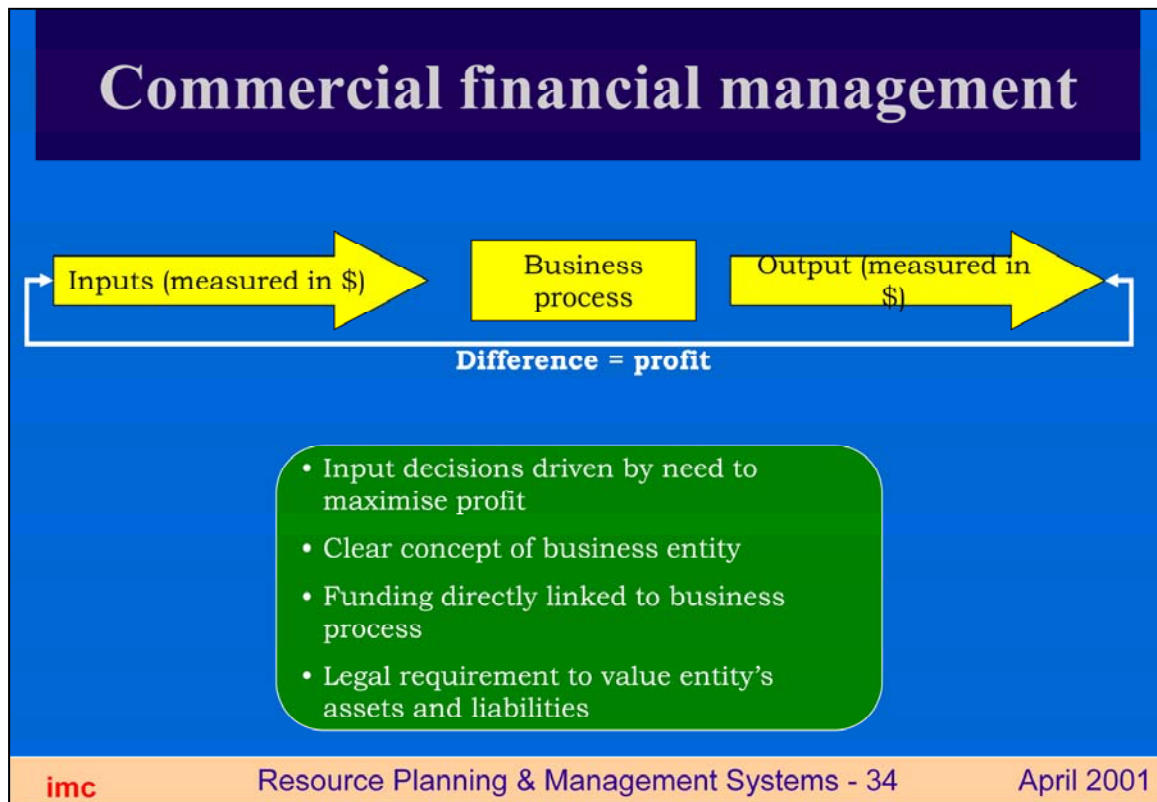 Commercial financial management
Inputs (measured in $)
Business
process
Output (measured in
$)
Difference = profit
• Input decisions driven by need to
maximise profit
• Clear concept of business entity
• Funding directly linked to business
process
• Legal requirement to value entity’s
assets and liabilities
imc Resource Planning & Management Systems - 34 April 2001